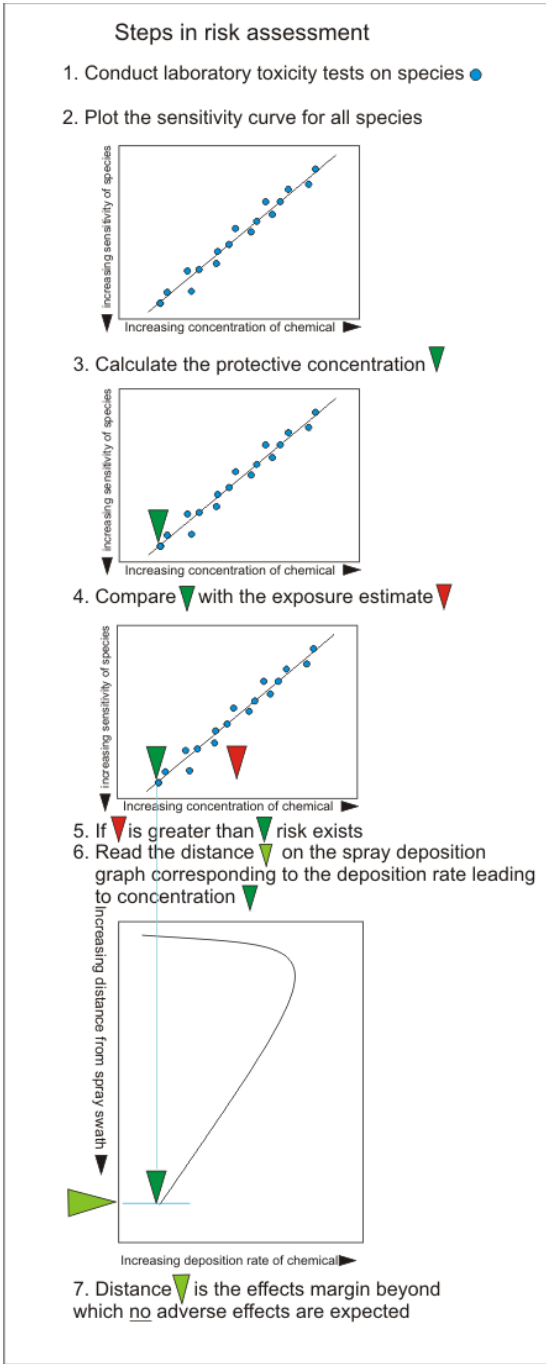 Steps in risk assessment
1. Conduct laboratory toxicity tests on species
2. Plot the sensitivity curve for all species
increasing sensitivity of species
Increasing concentration of chemical
3. Calculate the protective concentration
increasing sensitivity of species
Increasing concentration of chemical
4. Compare with the exposure estimate
increasing sensitivity of species
Increasing concentration of chemical
5. If is greater than risk exists
6. Read the distance on the spray deposition
graph corresponding to the deposition rate leading
to concentration
Increasing distance from spray swath
Increasing deposition rate of chemical
7. Distance is the effects margin beyond
which no adverse effects are expected